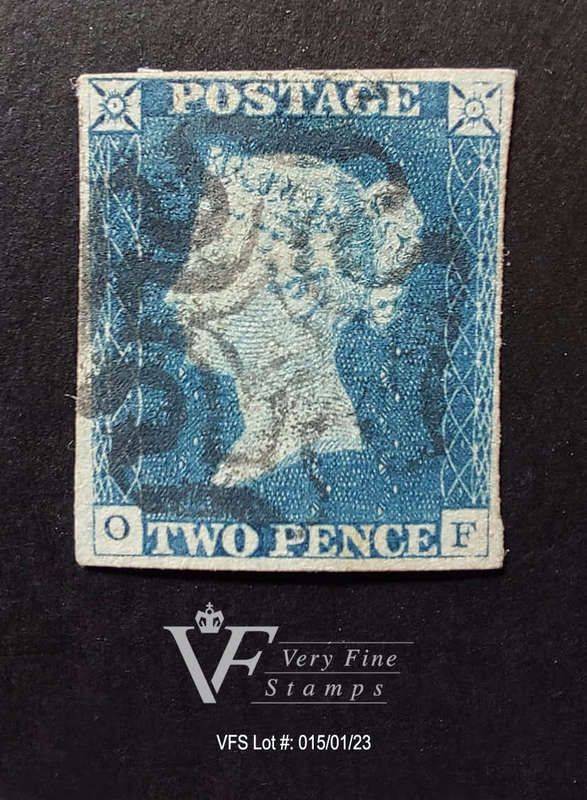 POSTAGE
O TWO PENCE F
VF Very Fine
Stamps
VFS Lot #: 015/01/23